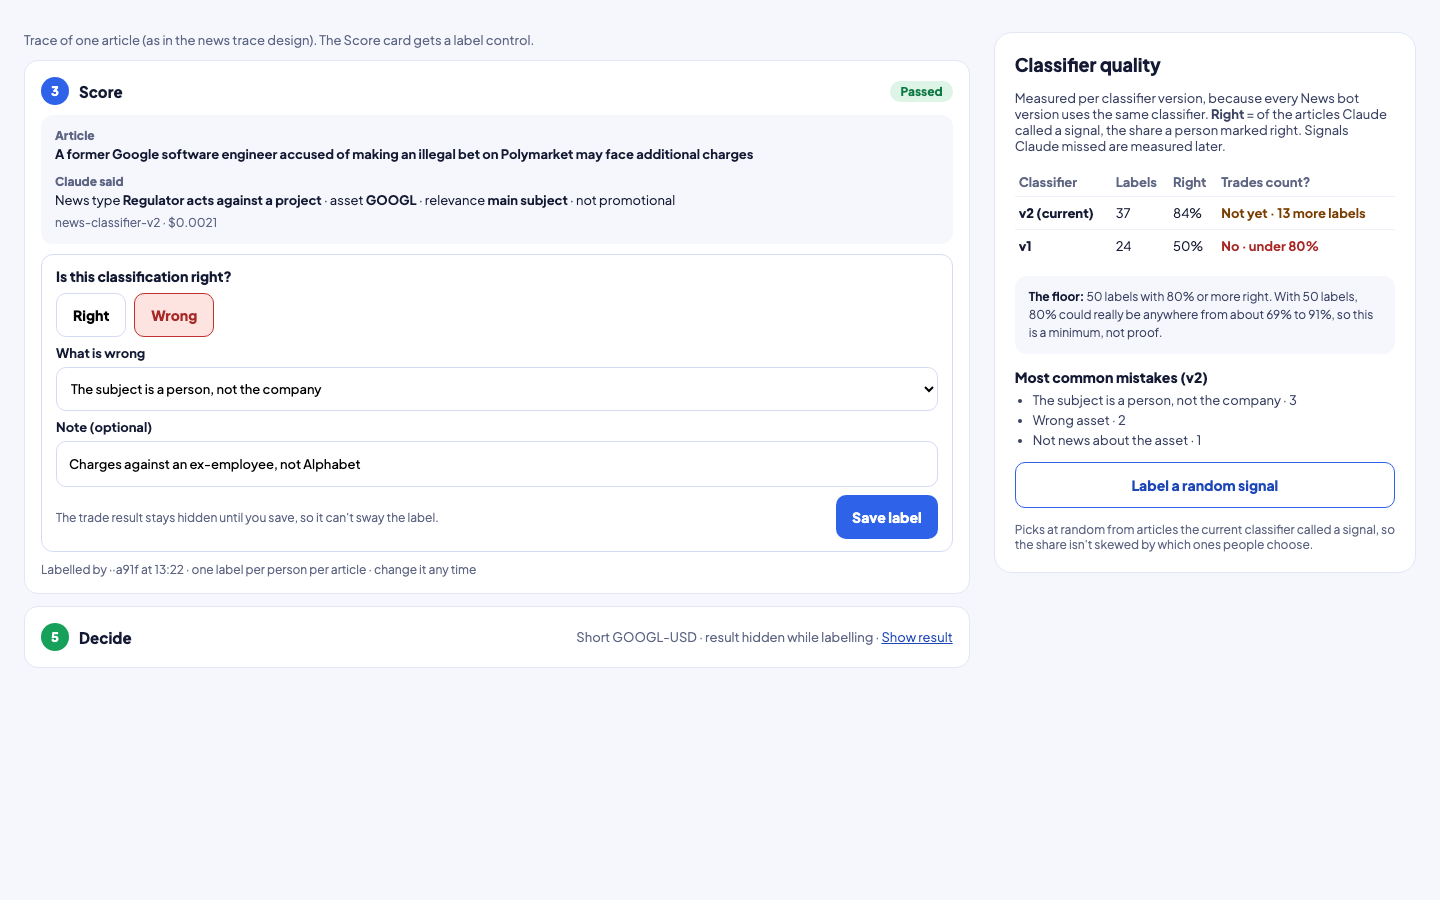 Trace of one article (as in the news trace design). The Score card gets a label control.
3 Score Passed
Article
A former Google software engineer accused of making an illegal bet on Polymarket may face additional charges
Claude said
News type Regulator acts against a project · asset GOOGL · relevance main subject · not promotional
news-classifier-v2 · $0.0021
Is this classification right?
Right Wrong
What is wrong
The subject is a person, not the company
Note (optional)
Charges against an ex-employee, not Alphabet
The trade result stays hidden until you save, so it can't sway the label. Save label
Labelled by ··a91f at 13:22 · one label per person per article · change it any time
5 Decide Short GOOGL-USD · result hidden while labelling · Show result
Classifier quality
Measured per classifier version, because every News bot
version uses the same classifier. Right = of the articles Claude
called a signal, the share a person marked right. Signals
Claude missed are measured later.
Classifier Labels Right Trades count?
v2 (current) 37 84% Not yet · 13 more labels
v1 24 50% No · under 80%
The floor: 50 labels with 80% or more right. With 50 labels,
80% could really be anywhere from about 69% to 91%, so this
is a minimum, not proof.
Most common mistakes (v2)
• The subject is a person, not the company · 3
• Wrong asset · 2
• Not news about the asset · 1
Label a random signal
Picks at random from articles the current classifier called a signal, so
the share isn't skewed by which ones people choose.